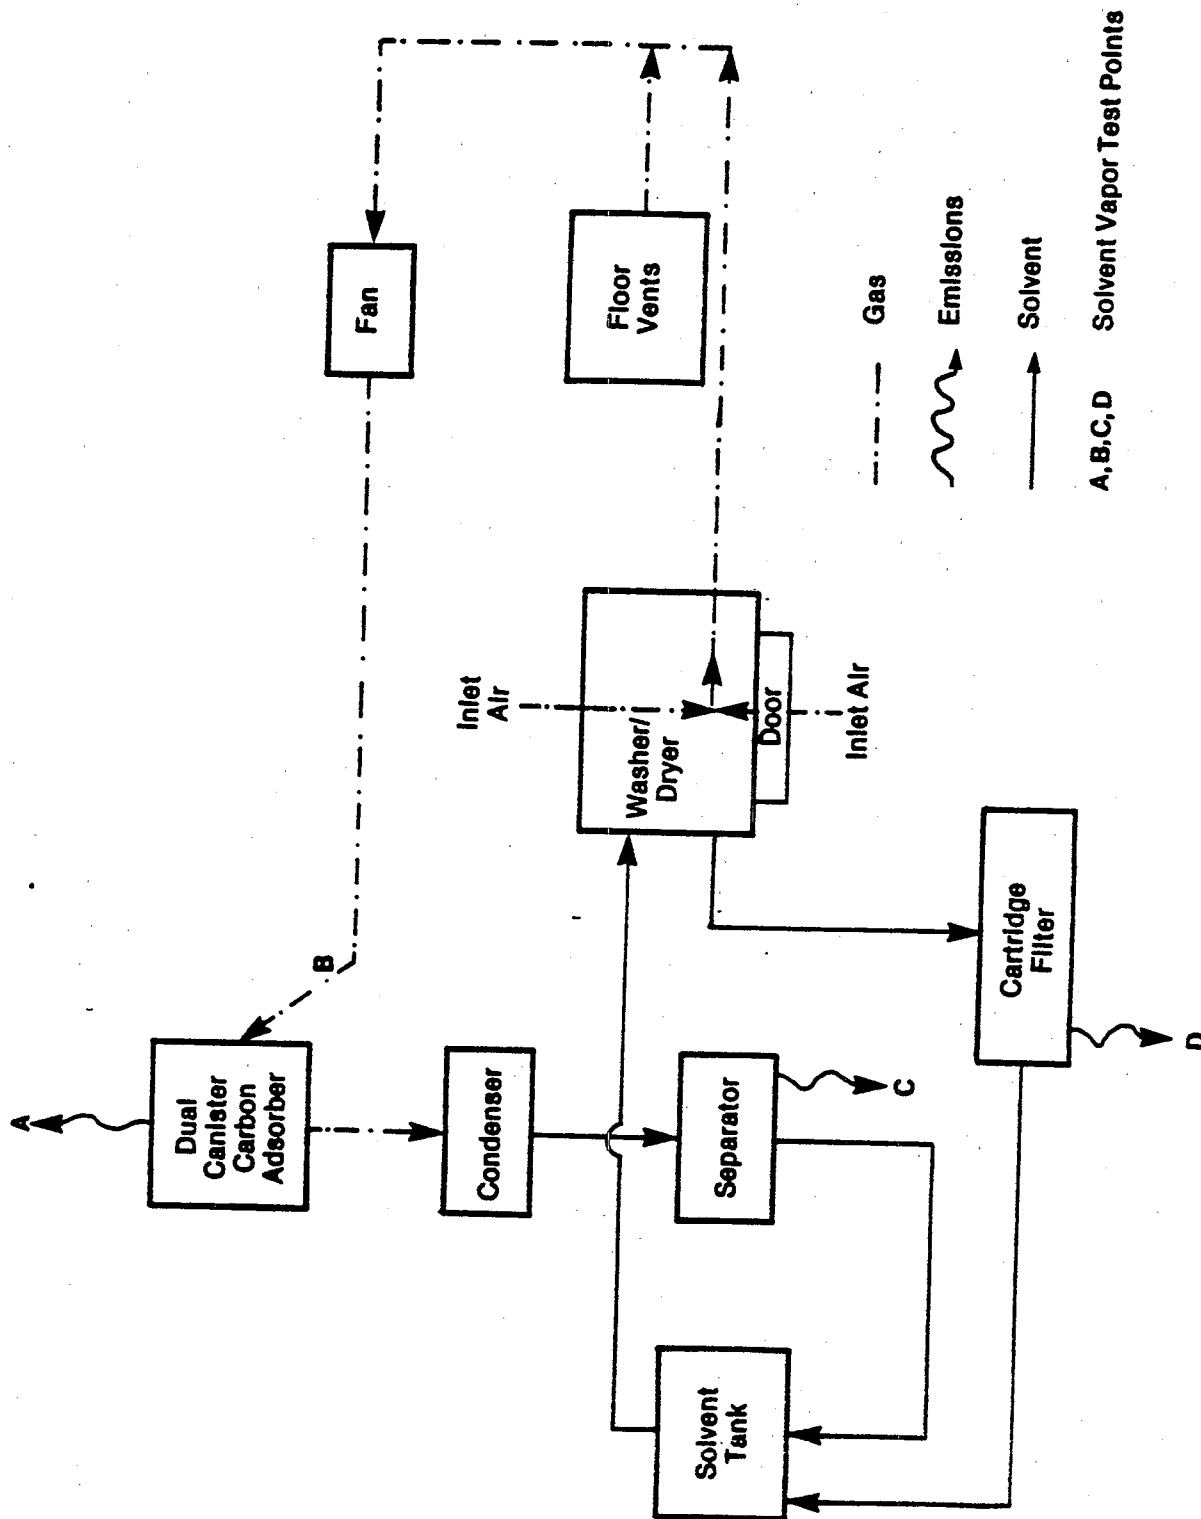 A
Dual
Canister
Carbon
Adsorber
B
Fan
Condenser
Inlet
Air
Separator
C
Washer/
Dryer
Door
Inlet Air
Floor
Vents
Solvent
Tank
Cartridge
Filter
D
Gas
Emissions
Solvent
A,B,C,D Solvent Vapor Test Points